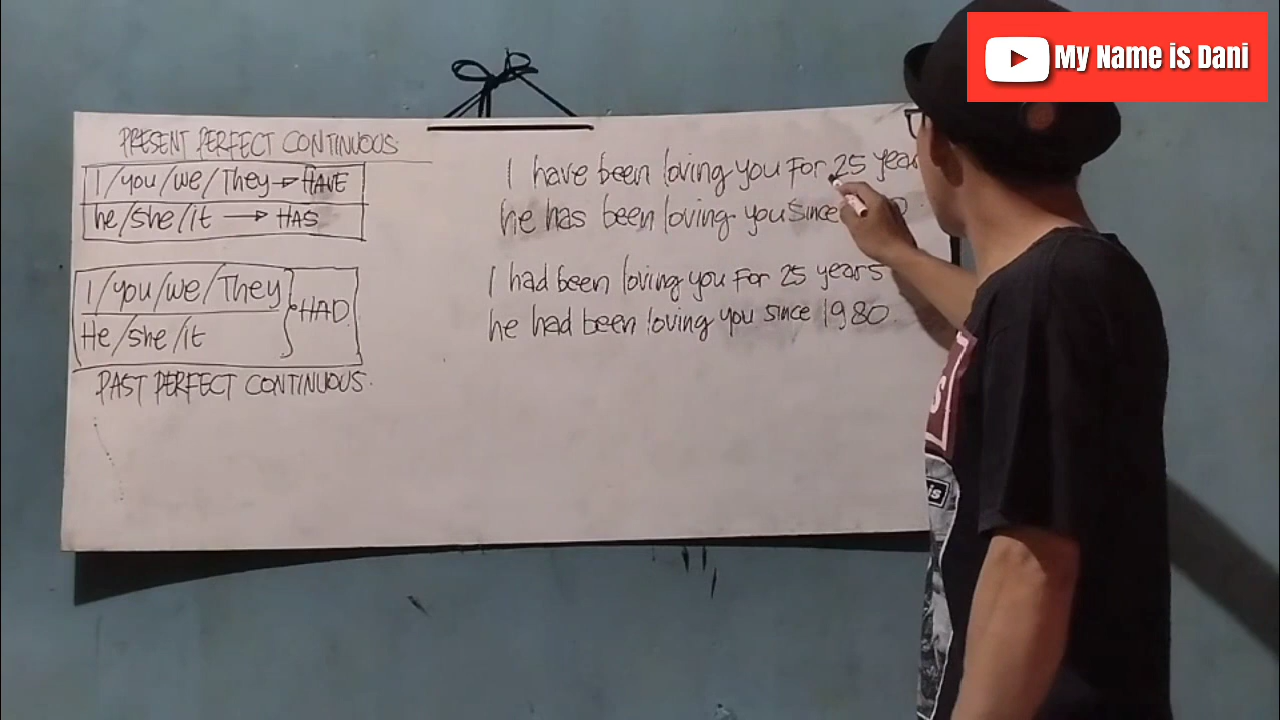 My Name is Dani
PRESENT PERFECT CONTINUOUS.
I/you/we/They → HAVE
he/she/it → HAS
I/you/we/They
He/she/it
HAD.
PAST PERFECT CONTINUOUS.
I have been loving you For 25 year
he has been loving you since
I had been loving you For 25 years
he had been loving you since 1980